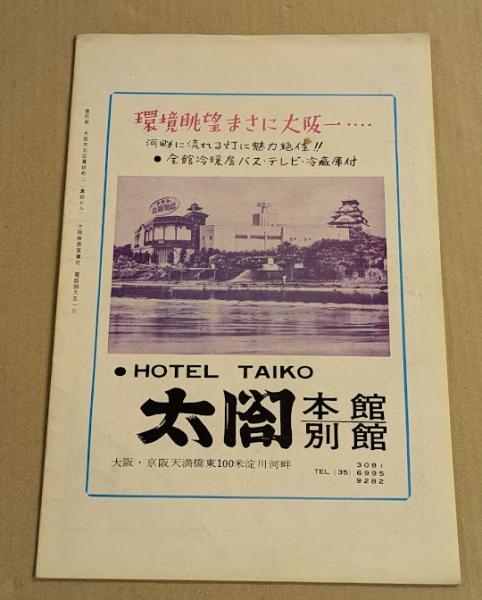 環境眺望まさに大阪一‥‥
河畔に流れる灯に魅力絶佳!!
● 全館冷暖房バス・テレビ・冷蔵庫付
● HOTEL TAIKO
太閤 本館
別館
大阪・京阪天満橋東100米淀川河畔
TEL (35) 3081
6995
9282